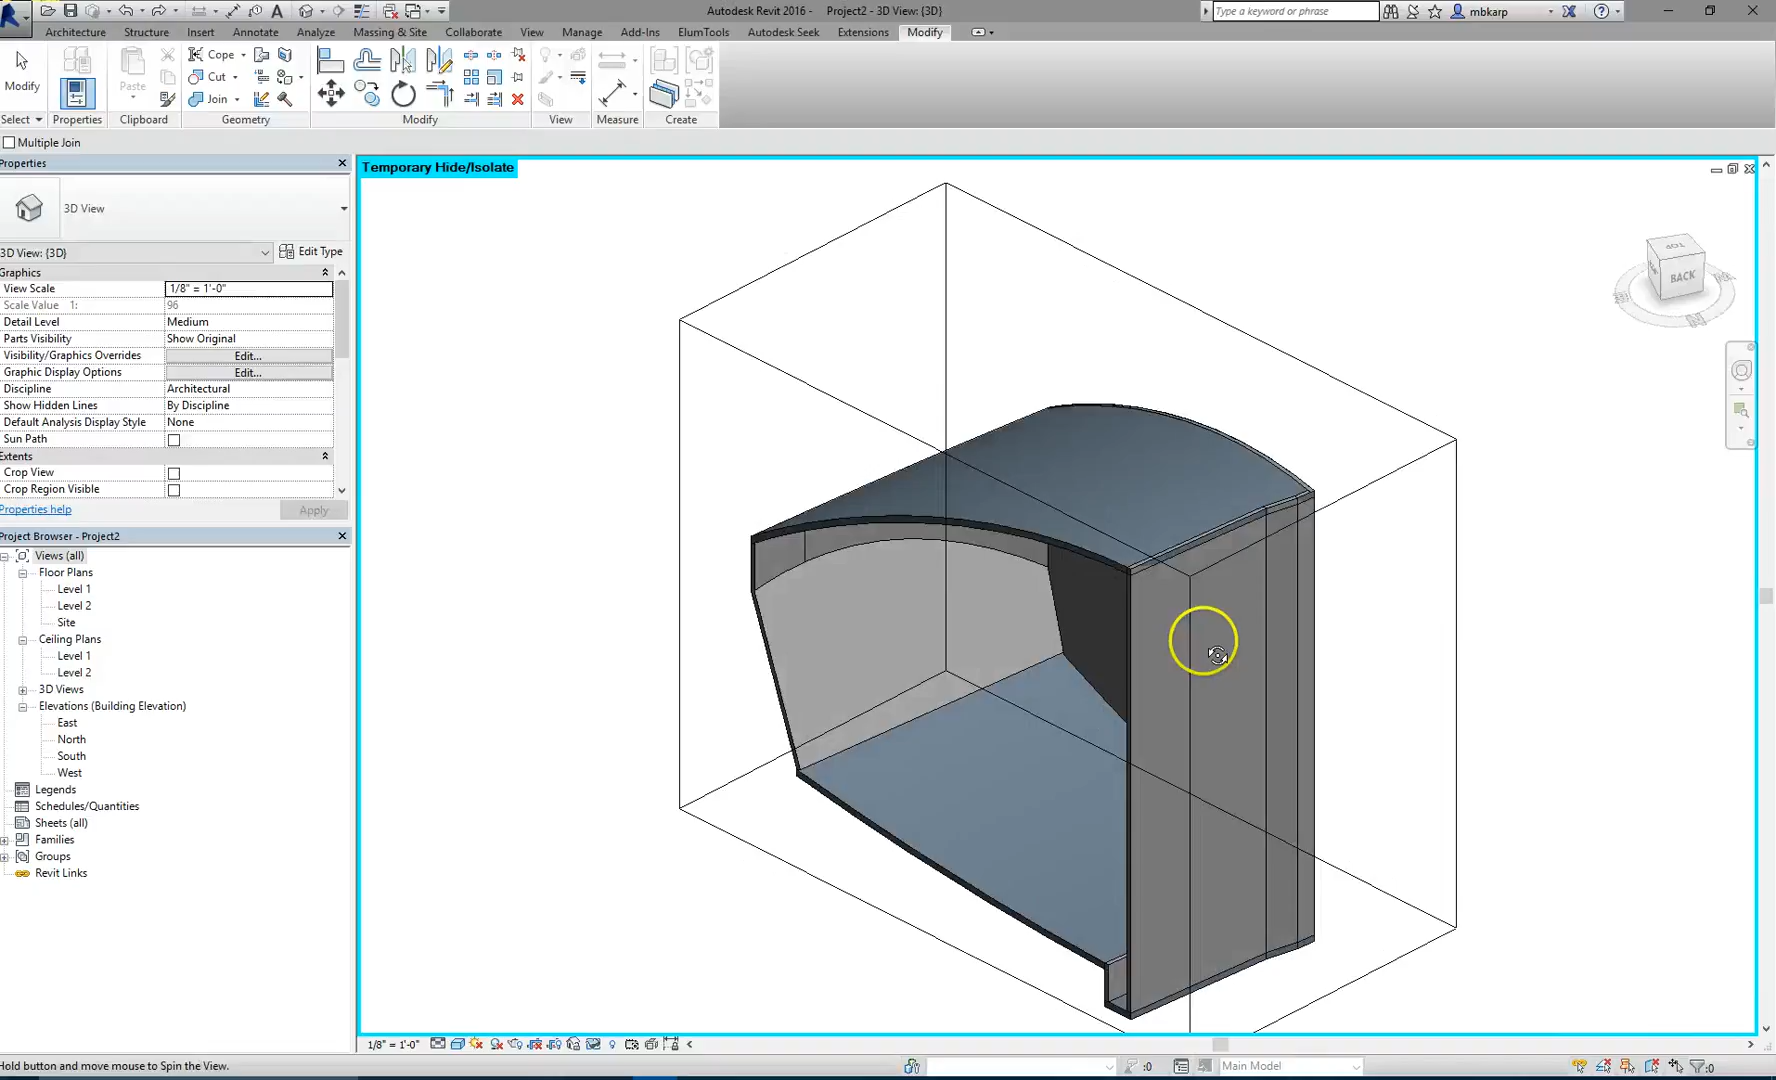 Autodesk Revit 2016 - Project2 - 3D View: {3D}
Type a keyword or phrase
mbkarp
Architecture Structure Insert Annotate Analyze Massing & Site Collaborate View Manage Add-Ins ElumTools Autodesk Seek Extensions Modify
Modify
Paste
Cope
Cut
Join
Select Properties Clipboard Geometry Modify View Measure Create
Multiple Join
Properties
3D View
3D View: {3D} Edit Type
Graphics
View Scale 1/8" = 1'-0"
Scale Value 1: 96
Detail Level Medium
Parts Visibility Show Original
Visibility/Graphics Overrides Edit...
Graphic Display Options Edit...
Discipline Architectural
Show Hidden Lines By Discipline
Default Analysis Display Style None
Sun Path
Extents
Crop View
Crop Region Visible
Properties help Apply
Project Browser - Project2
Views (all)
Floor Plans
Level 1
Level 2
Site
Ceiling Plans
Level 1
Level 2
3D Views
Elevations (Building Elevation)
East
North
South
West
Legends
Schedules/Quantities
Sheets (all)
Families
Groups
Revit Links
Temporary Hide/Isolate
TOP
BACK
1/8" = 1'-0"
Hold button and move mouse to Spin the View.
:0
Main Model
:0